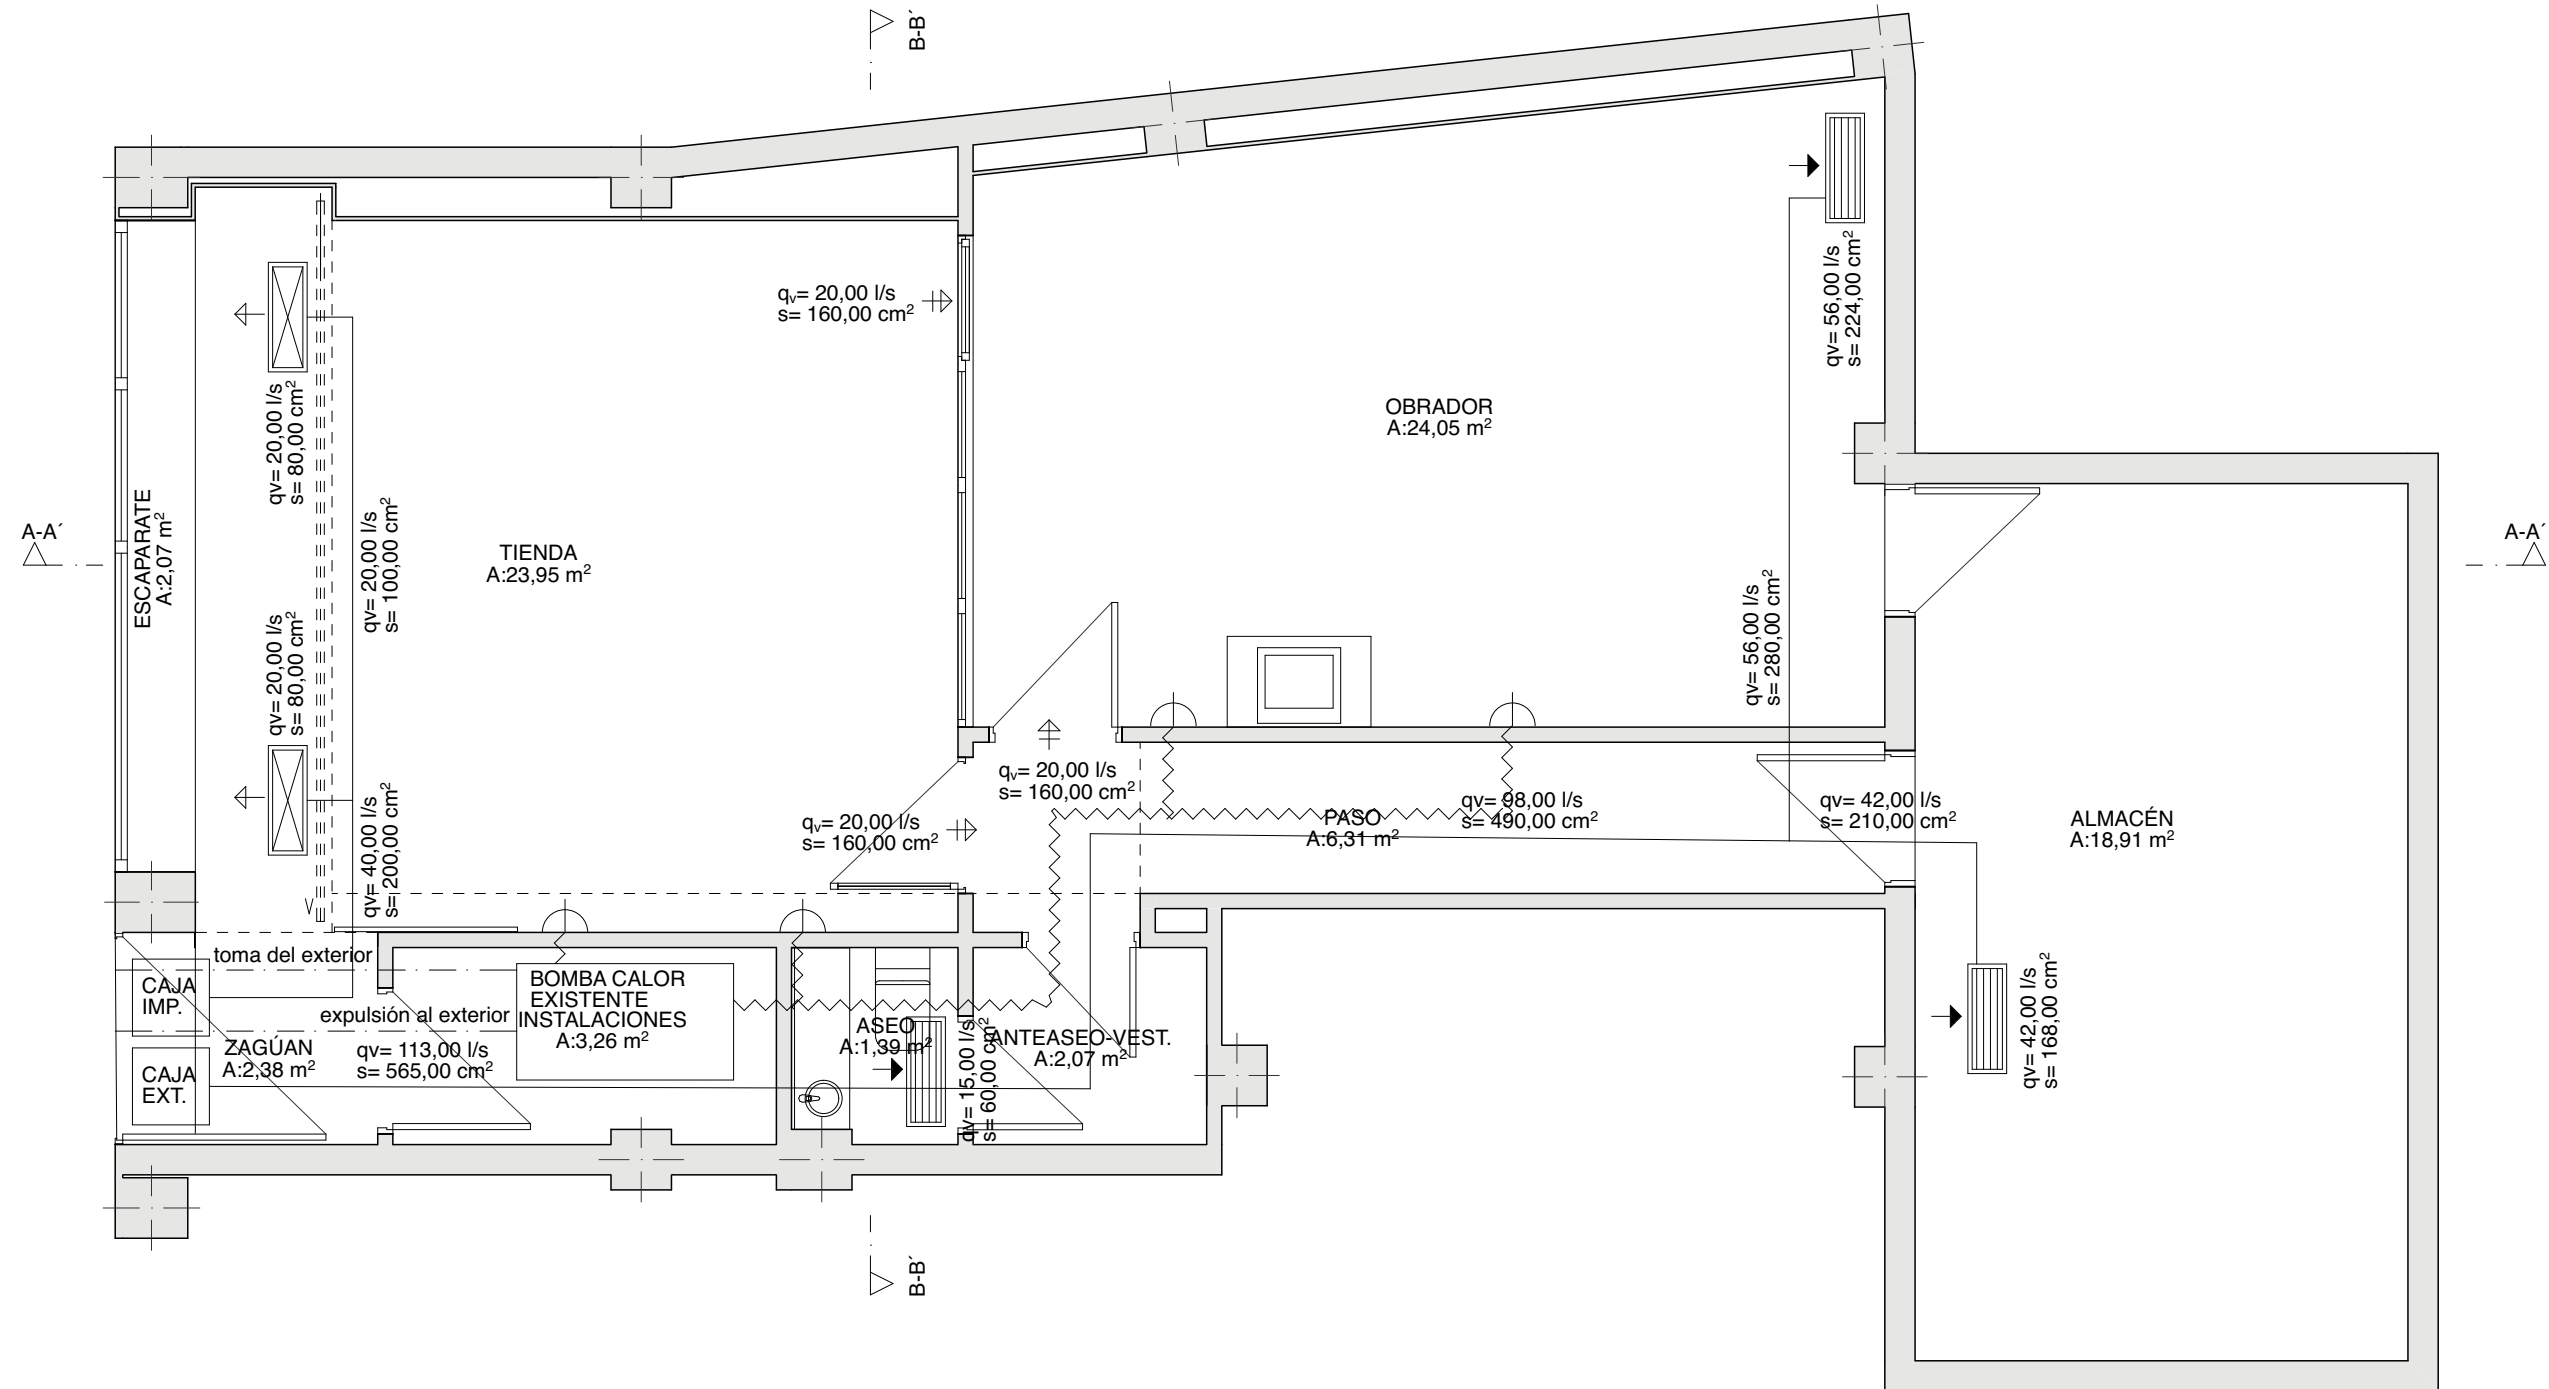 B-B´
qv= 20,00 l/s
s= 160,00 cm²
qv= 56,00 l/s
s= 224,00 cm²
OBRADOR
A:24,05 m²
qv= 20,00 l/s
s= 80,00 cm²
ESCAPARATE
A:2,07 m²
qv= 20,00 l/s
s= 100,00 cm²
A-A´
TIENDA
A:23,95 m²
A-A´
qv= 56,00 l/s
s= 280,00 cm²
qv= 20,00 l/s
s= 80,00 cm²
qv= 20,00 l/s
s= 160,00 cm²
qv= 40,00 l/s
s= 200,00 cm²
qv= 20,00 l/s
s= 160,00 cm²
PASO
A:6,31 m²
qv= 98,00 l/s
s= 490,00 cm²
qv= 42,00 l/s
s= 210,00 cm²
ALMACÉN
A:18,91 m²
toma del exterior
CAJA
IMP.
BOMBA CALOR
EXISTENTE
INSTALACIONES
A:3,26 m²
expulsión al exterior
ZAGÚAN
A:2,38 m²
qv= 113,00 l/s
s= 565,00 cm²
CAJA
EXT.
ASEO
A:1,39 m²
qv= 15,00 l/s
s= 60,00 cm²
ANTEASEO-VEST.
A:2,07 m²
qv= 42,00 l/s
s= 168,00 cm²
B-B´